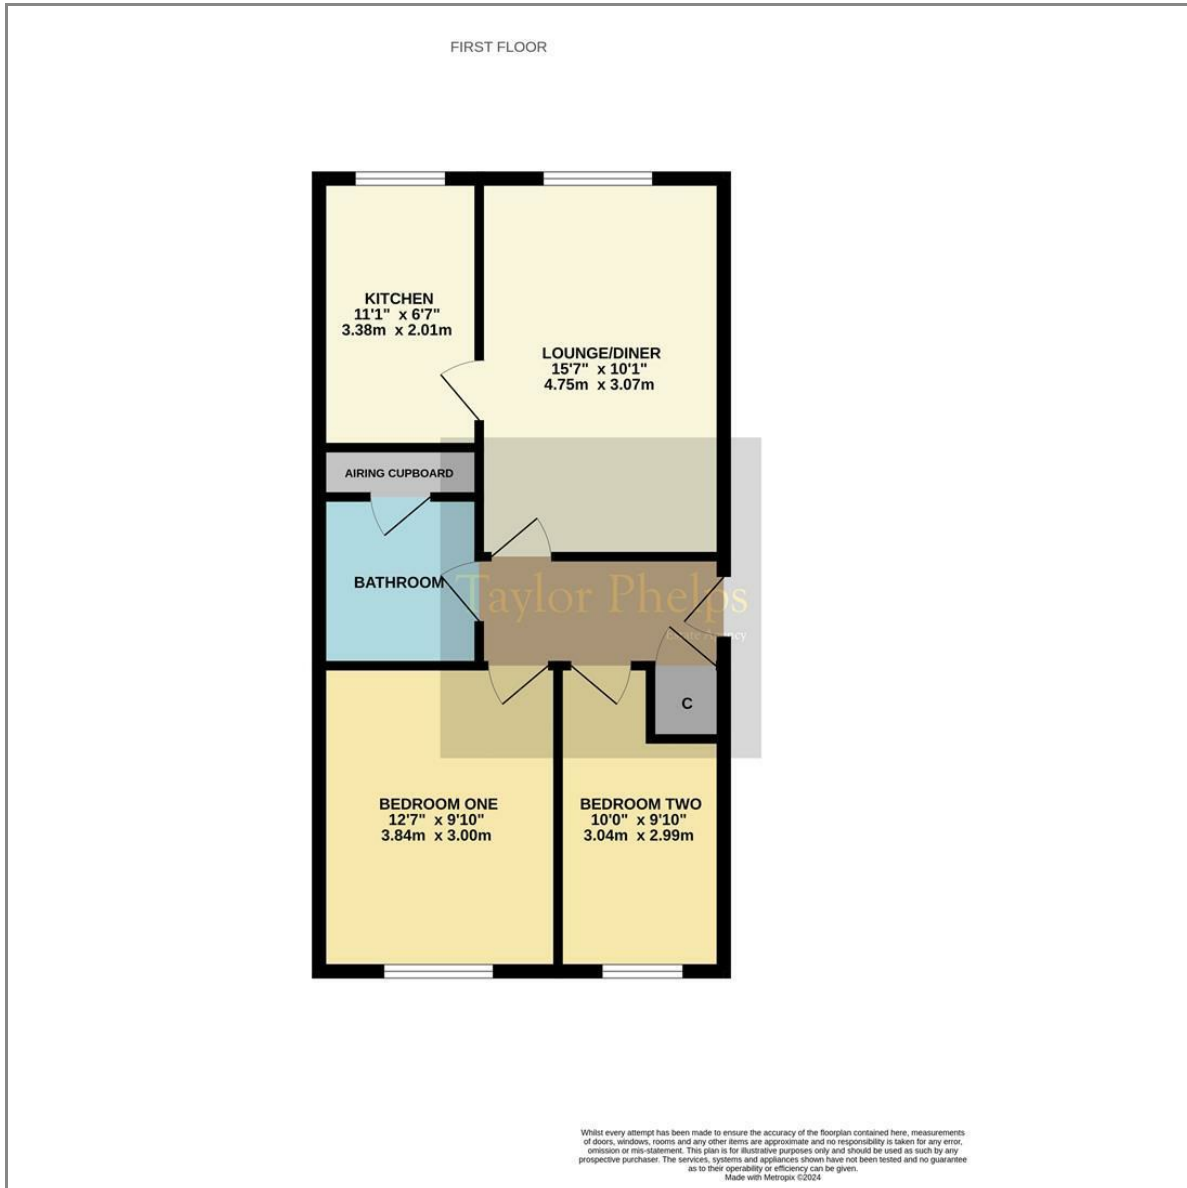 FIRST FLOOR
KITCHEN
11'1" x 6'7"
3.38m x 2.01m
LOUNGE/DINER
15'7" x 10'1"
4.75m x 3.07m
AIRING CUPBOARD
BATHROOM
Taylor Phelps
Estate Agency
C
BEDROOM ONE
12'7" x 9'10"
3.84m x 3.00m
BEDROOM TWO
10'0" x 9'10"
3.04m x 2.99m
Whilst every attempt has been made to ensure the accuracy of the floorplan contained here, measurements
of doors, windows, rooms and any other items are approximate and no responsibility is taken for any error,
omission or mis-statement. This plan is for illustrative purposes only and should be used as such by any
prospective purchaser. The services, systems and appliances shown have not been tested and no guarantee
as to their operability or efficiency can be given.
Made with Metropix ©2024